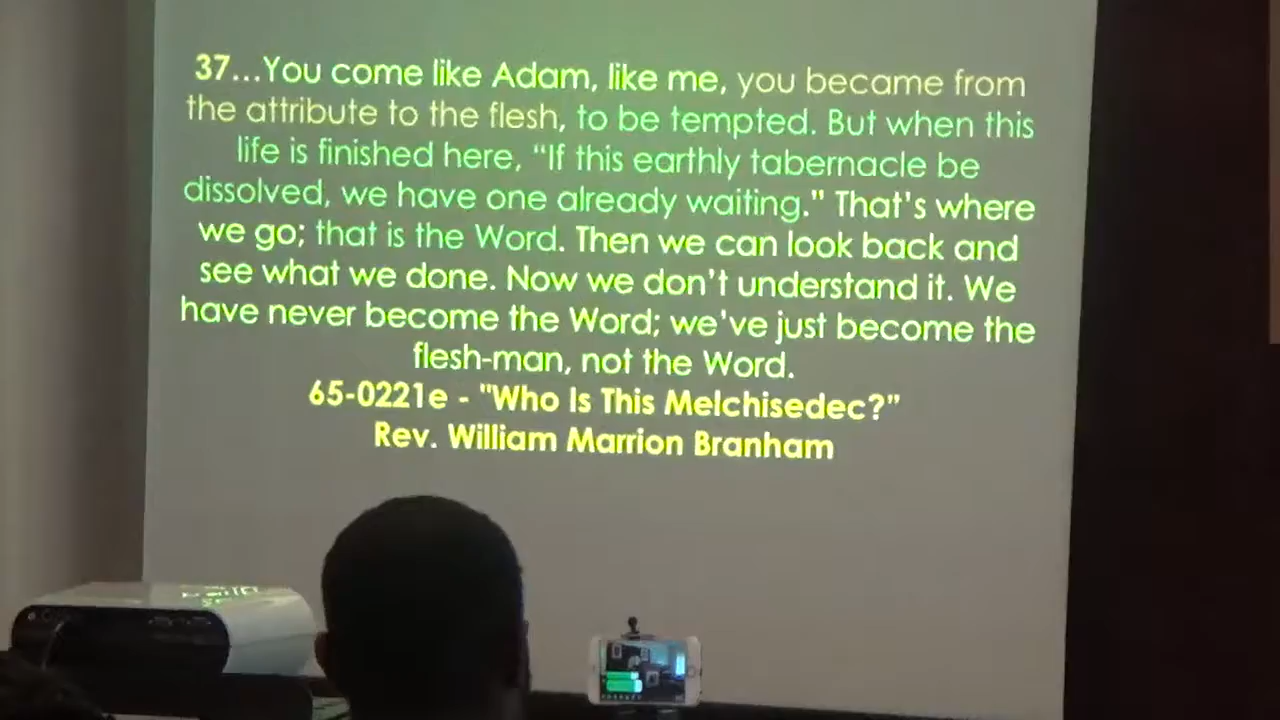 37...You come like Adam, like me, you became from
the attribute to the flesh, to be tempted. But when this
life is finished here, “If this earthly tabernacle be
dissolved, we have one already waiting." That's where
we go; that is the Word. Then we can look back and
see what we done. Now we don't understand it. We
have never become the Word; we've just become the
flesh-man, not the Word.
65-0221e - "Who Is This Melchisedec?"
Rev. William Marrion Branham